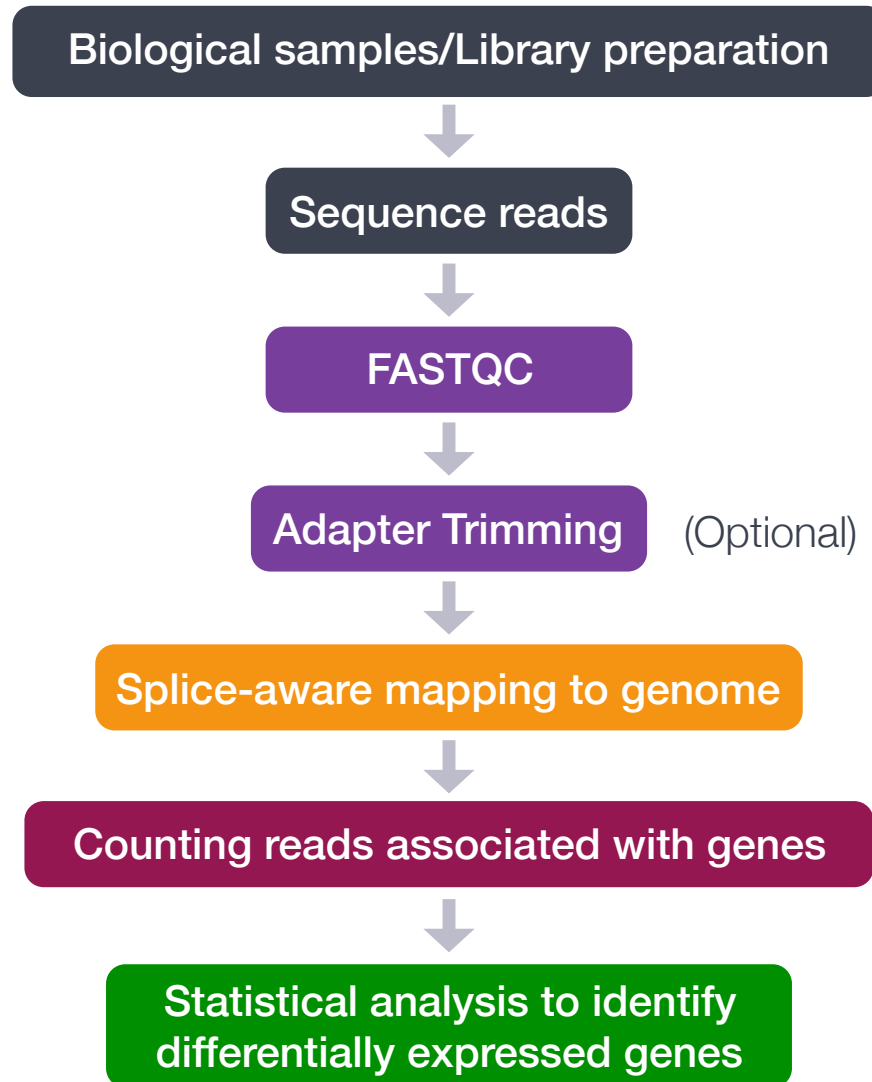 Biological samples/Library preparation
Sequence reads
FASTQC
Adapter Trimming (Optional)
Splice-aware mapping to genome
Counting reads associated with genes
Statistical analysis to identify
differentially expressed genes